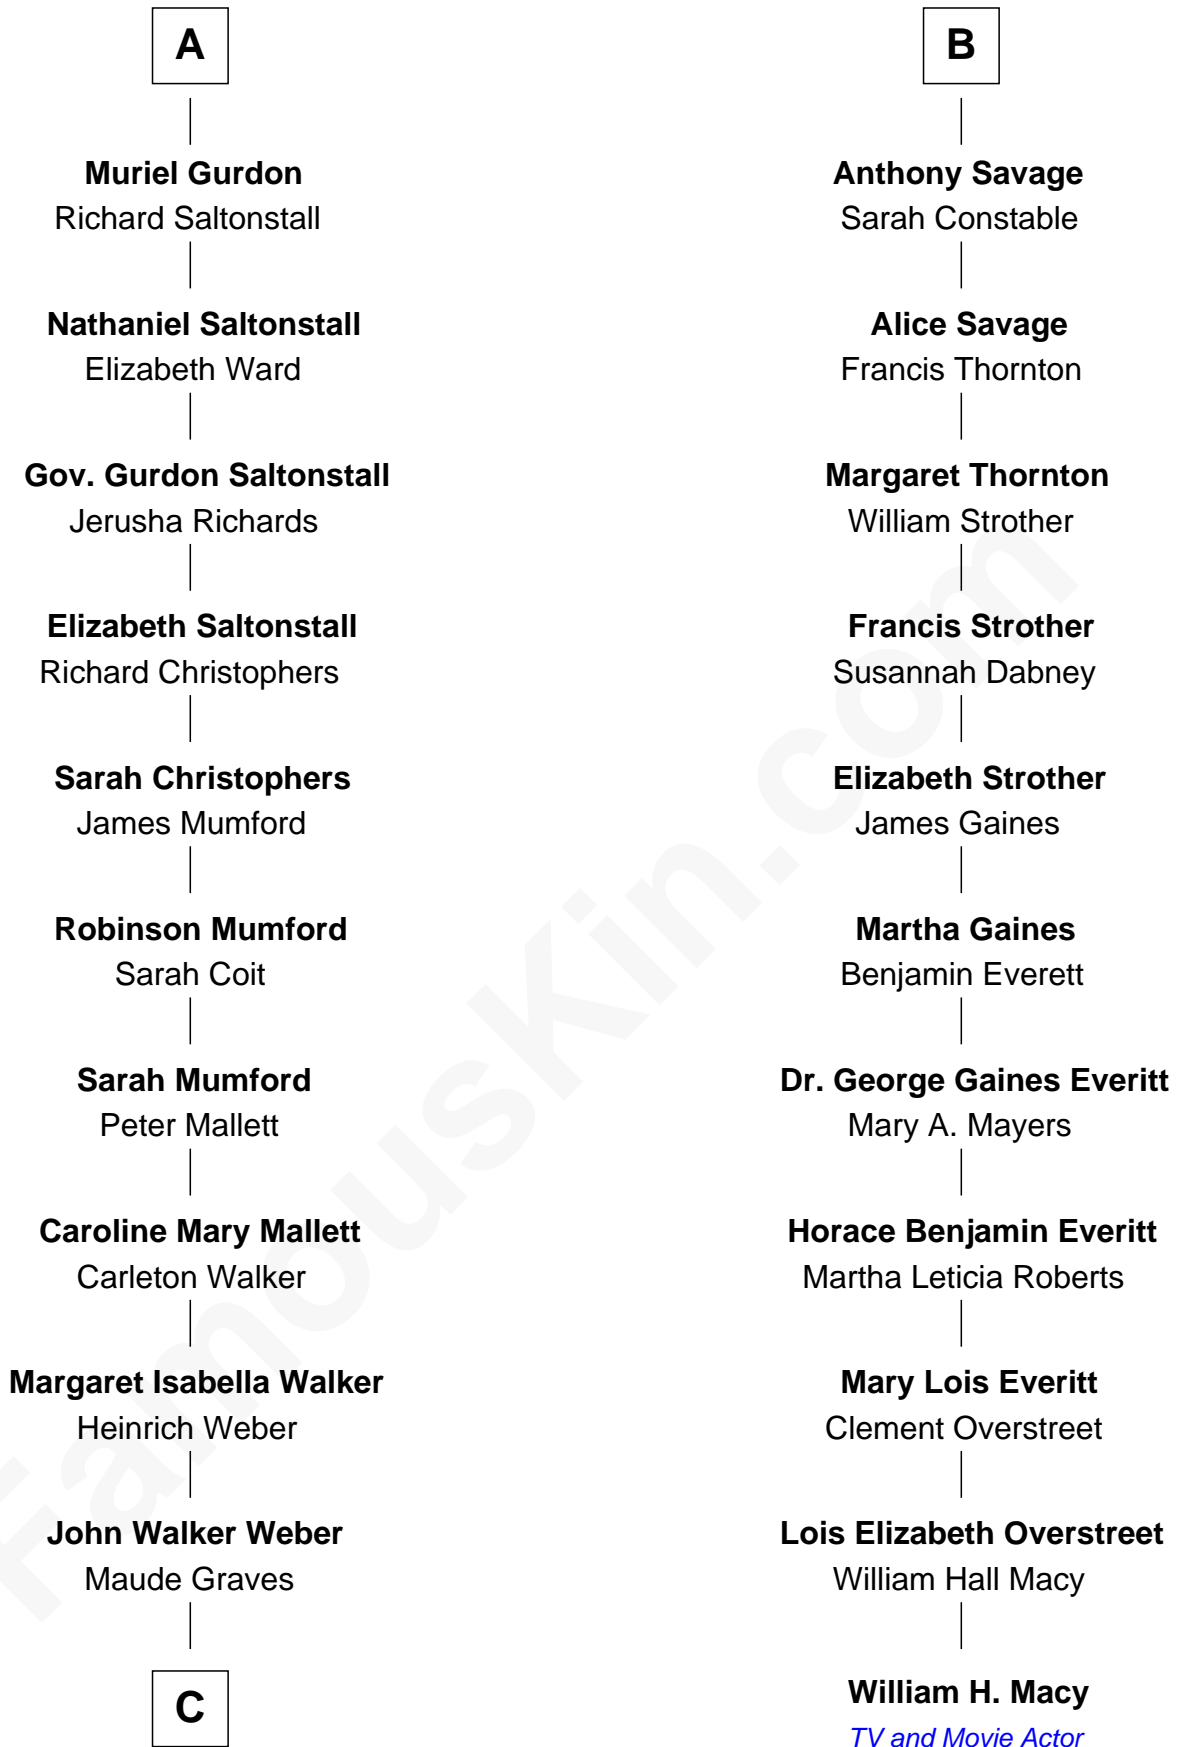 A
Muriel Gurdon
Richard Saltonstall
Nathaniel Saltonstall
Elizabeth Ward
Gov. Gurdon Saltonstall
Jerusha Richards
Elizabeth Saltonstall
Richard Christophers
Sarah Christophers
James Mumford
Robinson Mumford
Sarah Coit
Sarah Mumford
Peter Mallett
Caroline Mary Mallett
Carleton Walker
Margaret Isabella Walker
Heinrich Weber
John Walker Weber
Maude Graves
C
B
Anthony Savage
Sarah Constable
Alice Savage
Francis Thornton
Margaret Thornton
William Strother
Francis Strother
Susannah Dabney
Elizabeth Strother
James Gaines
Martha Gaines
Benjamin Everett
Dr. George Gaines Everitt
Mary A. Mayers
Horace Benjamin Everitt
Martha Leticia Roberts
Mary Lois Everitt
Clement Overstreet
Lois Elizabeth Overstreet
William Hall Macy
William H. Macy
TV and Movie Actor
FamousKin.com